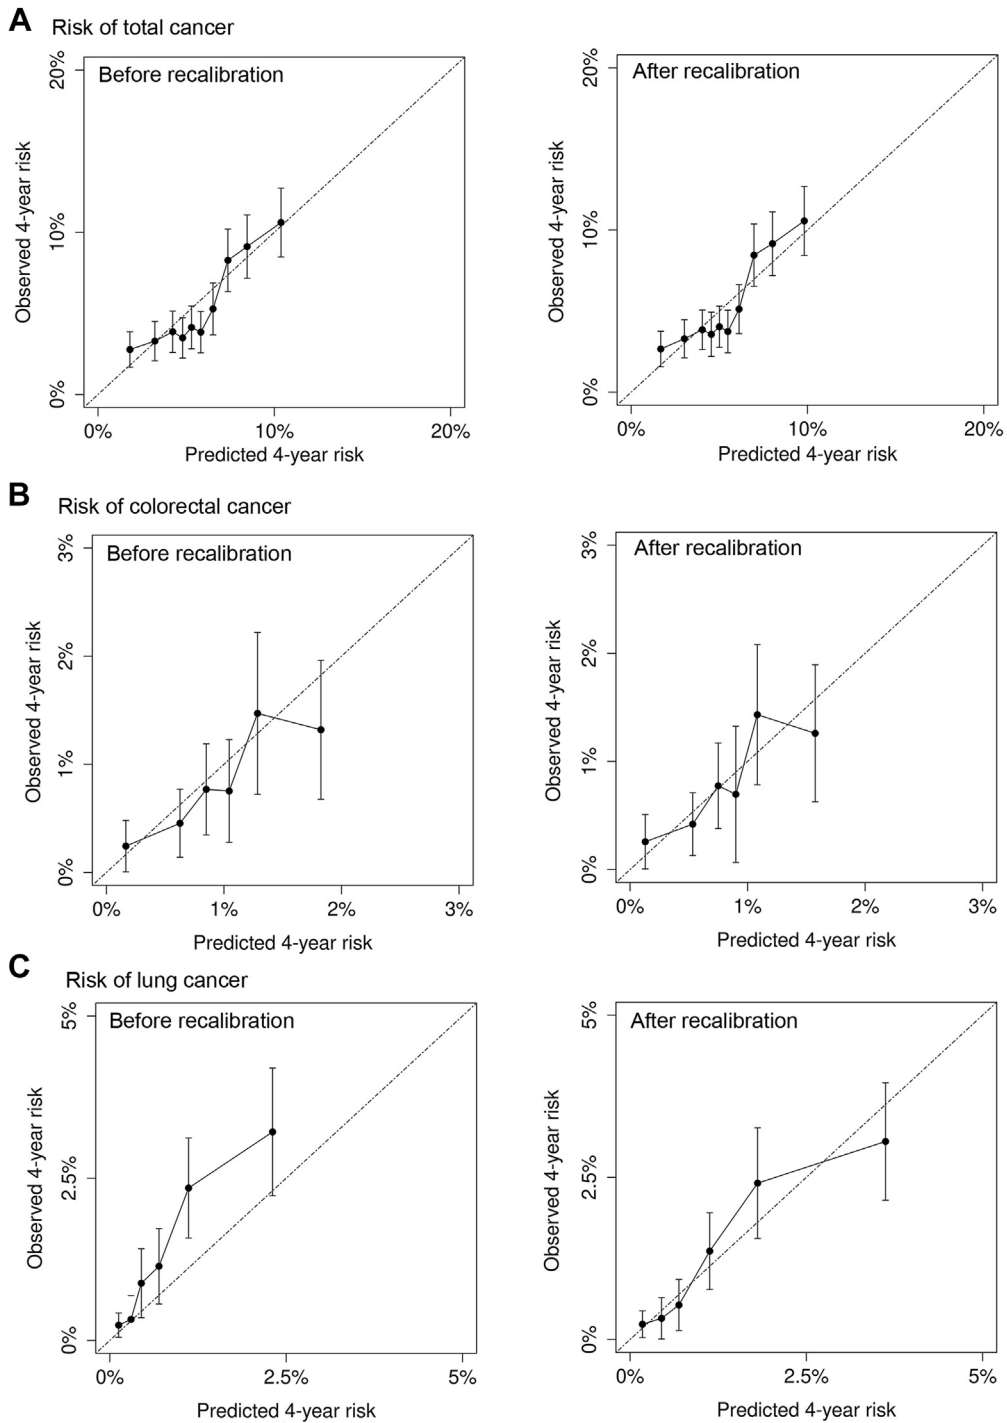 A Risk of total cancer
Before recalibration
20%
10%
0%
Observed 4-year risk
0% 10% 20%
Predicted 4-year risk
After recalibration
20%
10%
0%
Observed 4-year risk
0% 10% 20%
Predicted 4-year risk
B Risk of colorectal cancer
Before recalibration
3%
2%
1%
0%
Observed 4-year risk
0% 1% 2% 3%
Predicted 4-year risk
After recalibration
3%
2%
1%
0%
Observed 4-year risk
0% 1% 2% 3%
Predicted 4-year risk
C Risk of lung cancer
Before recalibration
5%
2.5%
0%
Observed 4-year risk
0% 2.5% 5%
Predicted 4-year risk
After recalibration
5%
2.5%
0%
Observed 4-year risk
0% 2.5% 5%
Predicted 4-year risk